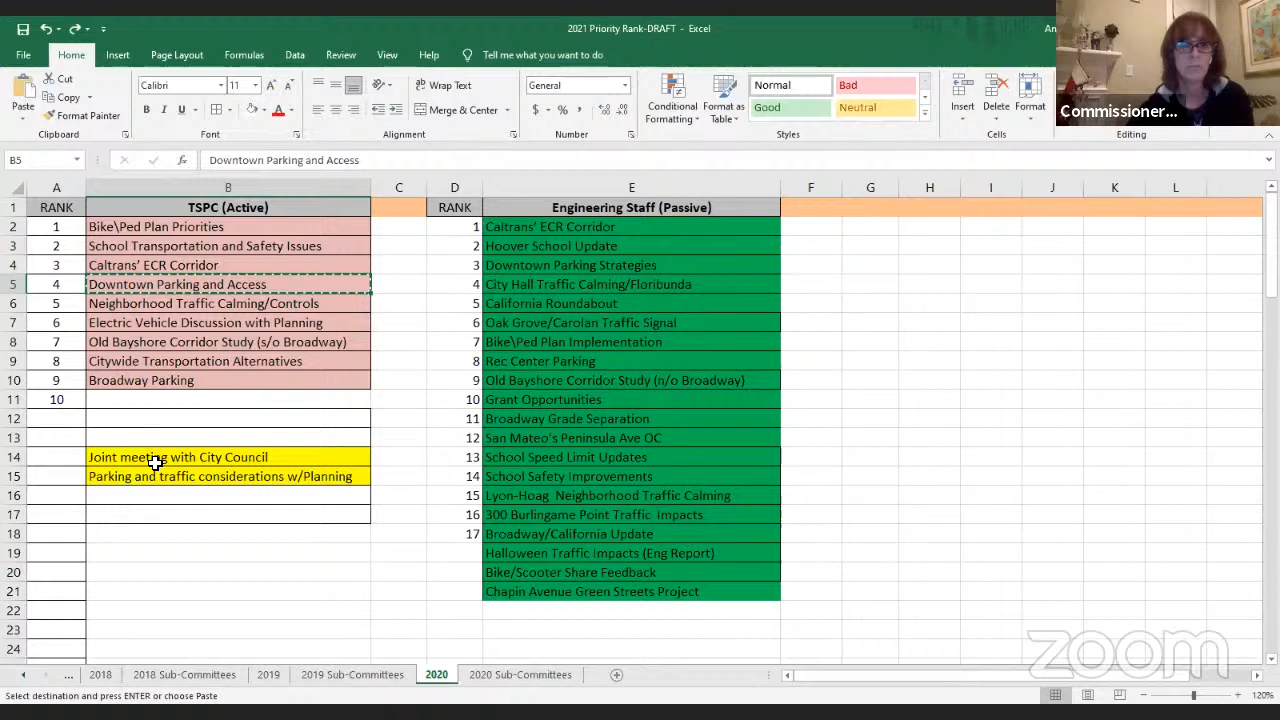 2021 Priority Rank-DRAFT - Excel
An
File Home Insert Page Layout Formulas Data Review View Help Tell me what you want to do
Cut
Copy
Format Painter
Paste
Clipboard
Calibri 11
B I U
Font
Wrap Text
Merge & Center
Alignment
General
$ % ,
Number
Conditional Formatting
Format as Table
Normal Bad
Good Neutral
Styles
Insert Delete Format
Cells
Editing
Commissioner...
B5 fx Downtown Parking and Access
A B C D E F G H I J K L
1 RANK TSPC (Active) RANK Engineering Staff (Passive)
2 1 Bike\Ped Plan Priorities 1 Caltrans' ECR Corridor
3 2 School Transportation and Safety Issues 2 Hoover School Update
4 3 Caltrans' ECR Corridor 3 Downtown Parking Strategies
5 4 Downtown Parking and Access 4 City Hall Traffic Calming/Floribunda
6 5 Neighborhood Traffic Calming/Controls 5 California Roundabout
7 6 Electric Vehicle Discussion with Planning 6 Oak Grove/Carolan Traffic Signal
8 7 Old Bayshore Corridor Study (s/o Broadway) 7 Bike\Ped Plan Implementation
9 8 Citywide Transportation Alternatives 8 Rec Center Parking
10 9 Broadway Parking 9 Old Bayshore Corridor Study (n/o Broadway)
11 10 10 Grant Opportunities
12 11 Broadway Grade Separation
13 12 San Mateo's Peninsula Ave OC
14 Joint meeting with City Council 13 School Speed Limit Updates
15 Parking and traffic considerations w/Planning 14 School Safety Improvements
16 15 Lyon-Hoag Neighborhood Traffic Calming
17 16 300 Burlingame Point Traffic Impacts
18 17 Broadway/California Update
19 Halloween Traffic Impacts (Eng Report)
20 Bike/Scooter Share Feedback
21 Chapin Avenue Green Streets Project
22
23
24
zoom
... 2018 2018 Sub-Committees 2019 2019 Sub-Committees 2020 2020 Sub-Committees
Select destination and press ENTER or choose Paste
120%